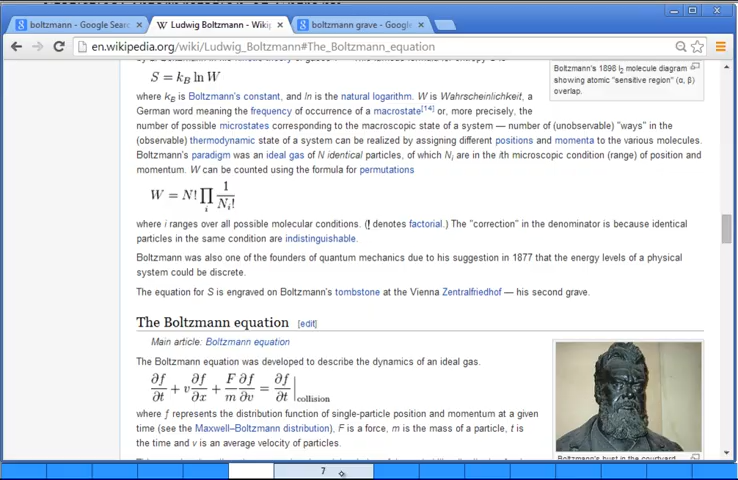 boltzmann - Google Searc
Ludwig Boltzmann - Wiki
boltzmann grave - Google
en.wikipedia.org/wiki/Ludwig_Boltzmann#The_Boltzmann_equation
S = k_B ln W
Boltzmann's 1898 I2 molecule diagram
showing atomic "sensitive region" (α, β)
overlap.
where kB is Boltzmann's constant, and ln is the natural logarithm. W is Wahrscheinlichkeit, a
German word meaning the frequency of occurrence of a macrostate[14] or, more precisely, the
number of possible microstates corresponding to the macroscopic state of a system — number of (unobservable) "ways" in the
(observable) thermodynamic state of a system can be realized by assigning different positions and momenta to the various molecules.
Boltzmann's paradigm was an ideal gas of N identical particles, of which Ni are in the ith microscopic condition (range) of position and
momentum. W can be counted using the formula for permutations
W = N! ∏_i 1/N_i!
where i ranges over all possible molecular conditions. (! denotes factorial.) The "correction" in the denominator is because identical
particles in the same condition are indistinguishable.
Boltzmann was also one of the founders of quantum mechanics due to his suggestion in 1877 that the energy levels of a physical
system could be discrete.
The equation for S is engraved on Boltzmann's tombstone at the Vienna Zentralfriedhof — his second grave.
The Boltzmann equation [edit]
Main article: Boltzmann equation
The Boltzmann equation was developed to describe the dynamics of an ideal gas.
∂f/∂t + v ∂f/∂x + F/m ∂f/∂v = ∂f/∂t |collision
where f represents the distribution function of single-particle position and momentum at a given
time (see the Maxwell–Boltzmann distribution), F is a force, m is the mass of a particle, t is
the time and v is an average velocity of particles.
Boltzmann's bust in the courtyard
7